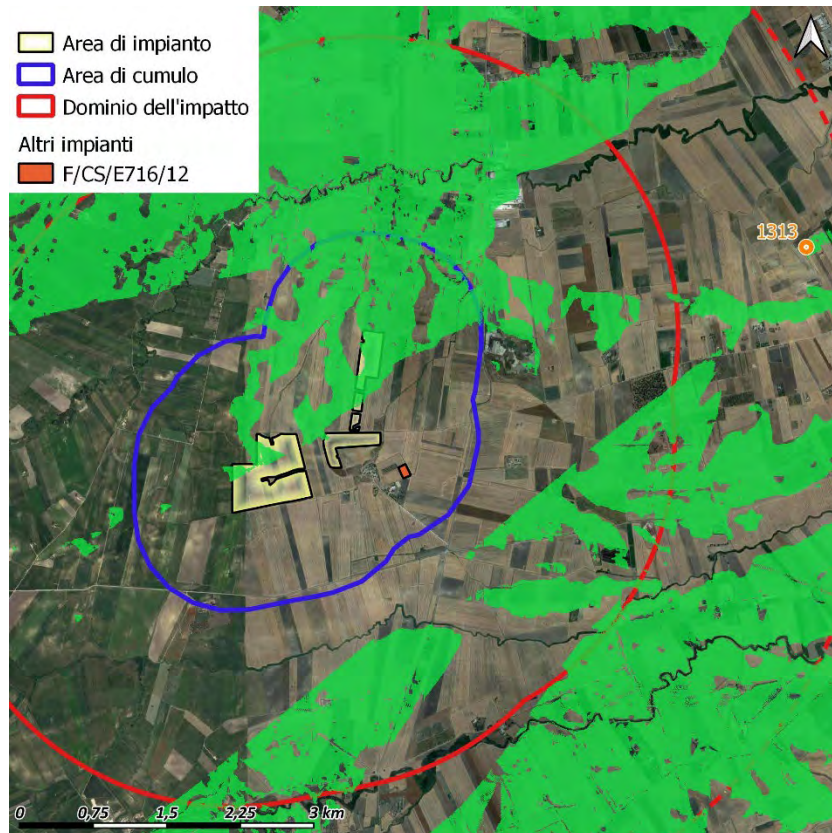 Area di impianto
Area di cumulo
Dominio dell'impatto
Altri impianti
F/CS/E716/12
1313
0 0,75 1,5 2,25 3 km